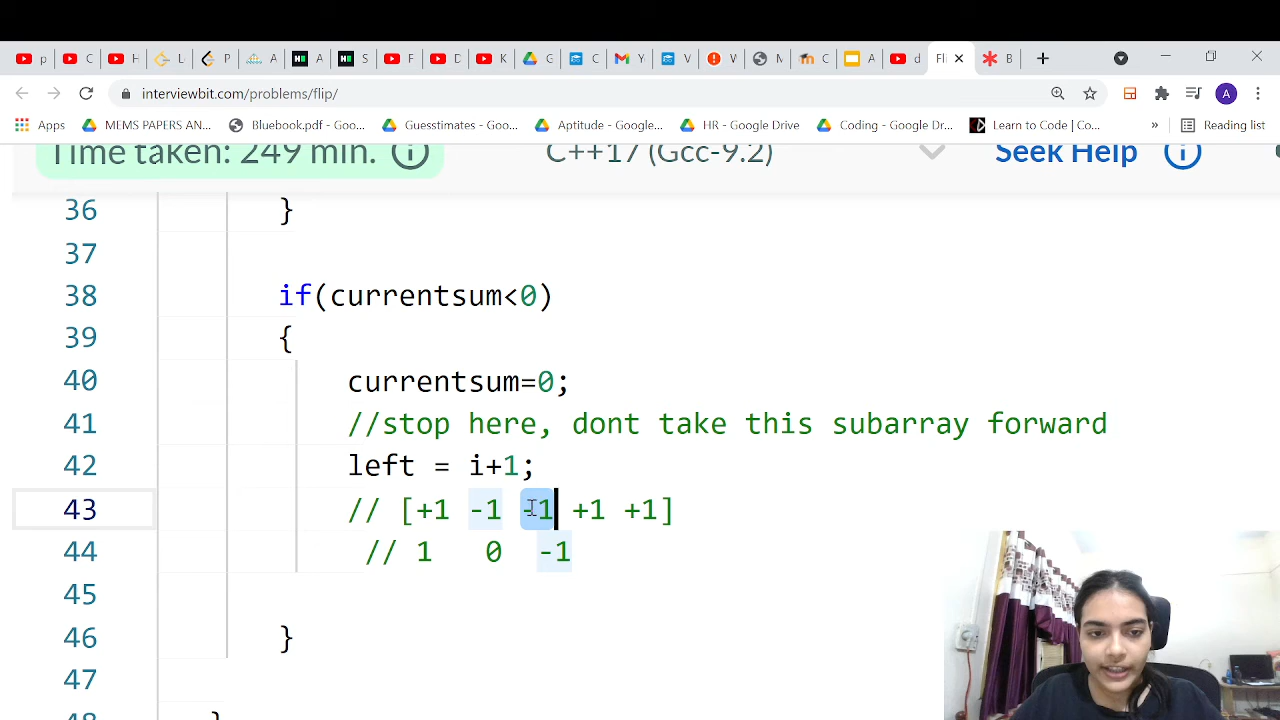 p
C
H
L
P
A
A
S
F
D
K
G
C
Y
V
V
M
C
A
d
Fli
B
interviewbit.com/problems/flip/
Apps
MEMS PAPERS AN...
Bluebook.pdf - Goo...
Guesstimates - Goo...
Aptitude - Google...
HR - Google Drive
Coding - Google Dr...
Learn to Code | Co...
»
Reading list
Time taken: 249 min.
C++17 (Gcc-9.2)
Seek Help
36 }
37
38 if(currentsum<0)
39 {
40 currentsum=0;
41 //stop here, dont take this subarray forward
42 left = i+1;
43 // [+1 -1 -1 +1 +1]
44 // 1 0 -1
45
46 }
47
48 }